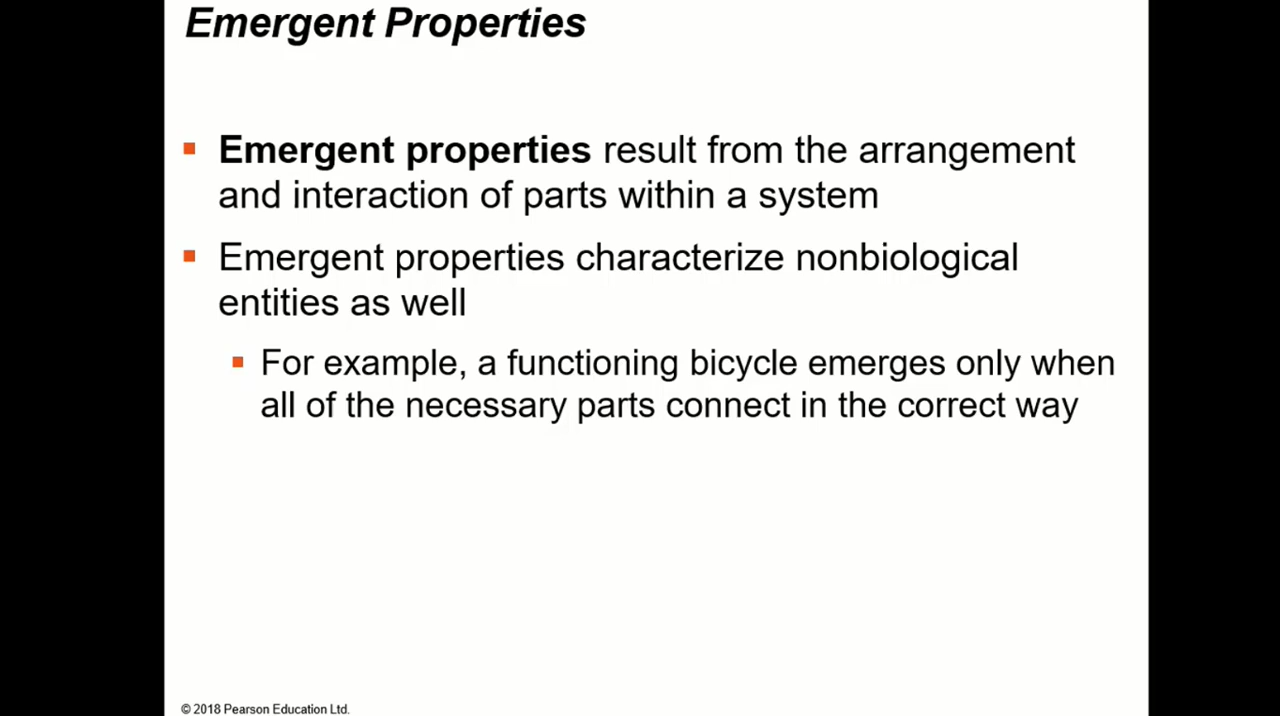 Emergent Properties
Emergent properties result from the arrangement
and interaction of parts within a system
Emergent properties characterize nonbiological
entities as well
For example, a functioning bicycle emerges only when
all of the necessary parts connect in the correct way
© 2018 Pearson Education Ltd.